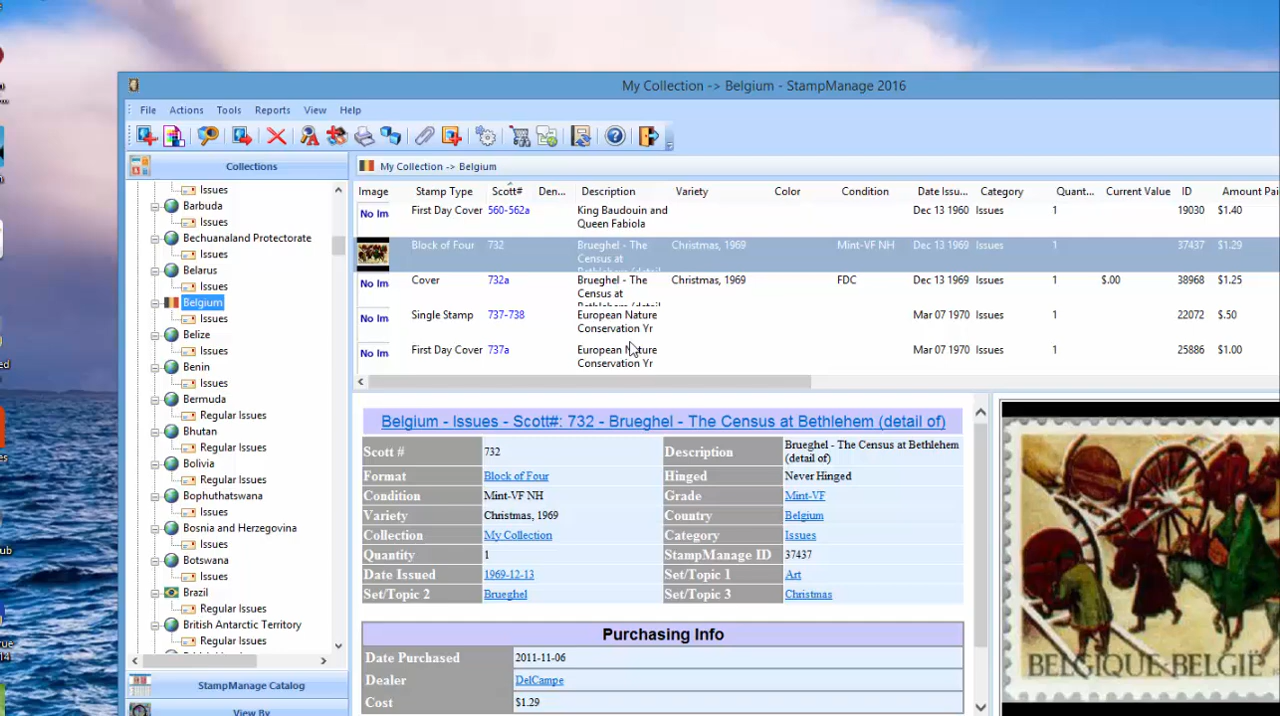 My Collection -> Belgium - StampManage 2016
File Actions Tools Reports View Help
Collections
My Collection -> Belgium
Issues
Barbuda
Issues
Bechuanaland Protectorate
Issues
Belarus
Issues
Belgium
Issues
Belize
Issues
Benin
Issues
Bermuda
Regular Issues
Bhutan
Regular Issues
Bolivia
Regular Issues
Bophuthatswana
Issues
Bosnia and Herzegovina
Issues
Botswana
Issues
Brazil
Regular Issues
British Antarctic Territory
Regular Issues
StampManage Catalog
View By
Image Stamp Type Scott# Den... Description Variety Color Condition Date Issu... Category Quant... Current Value ID Amount Pai
No Im First Day Cover 560-562a King Baudouin and Dec 13 1960 Issues 1 19030 $1.40
Queen Fabiola
Block of Four 732 Brueghel - The Christmas, 1969 Mint-VF NH Dec 13 1969 Issues 1 37437 $1.29
Census at
Bethlehem (detail
No Im Cover 732a Brueghel - The Christmas, 1969 FDC Dec 13 1969 Issues 1 $.00 38968 $1.25
Census at
Bethlehem (detail
No Im Single Stamp 737-738 European Nature Mar 07 1970 Issues 1 22072 $.50
Conservation Yr
No Im First Day Cover 737a European Nature Mar 07 1970 Issues 1 25886 $1.00
Conservation Yr
Belgium - Issues - Scott#: 732 - Brueghel - The Census at Bethlehem (detail of)
Scott # 732 Description Brueghel - The Census at Bethlehem
(detail of)
Format Block of Four Hinged Never Hinged
Condition Mint-VF NH Grade Mint-VF
Variety Christmas, 1969 Country Belgium
Collection My Collection Category Issues
Quantity 1 StampManage ID 37437
Date Issued 1969-12-13 Set/Topic 1 Art
Set/Topic 2 Brueghel Set/Topic 3 Christmas
Purchasing Info
Date Purchased 2011-11-06
Dealer DelCampe
Cost $1.29
BELGIQUE-BELGIË